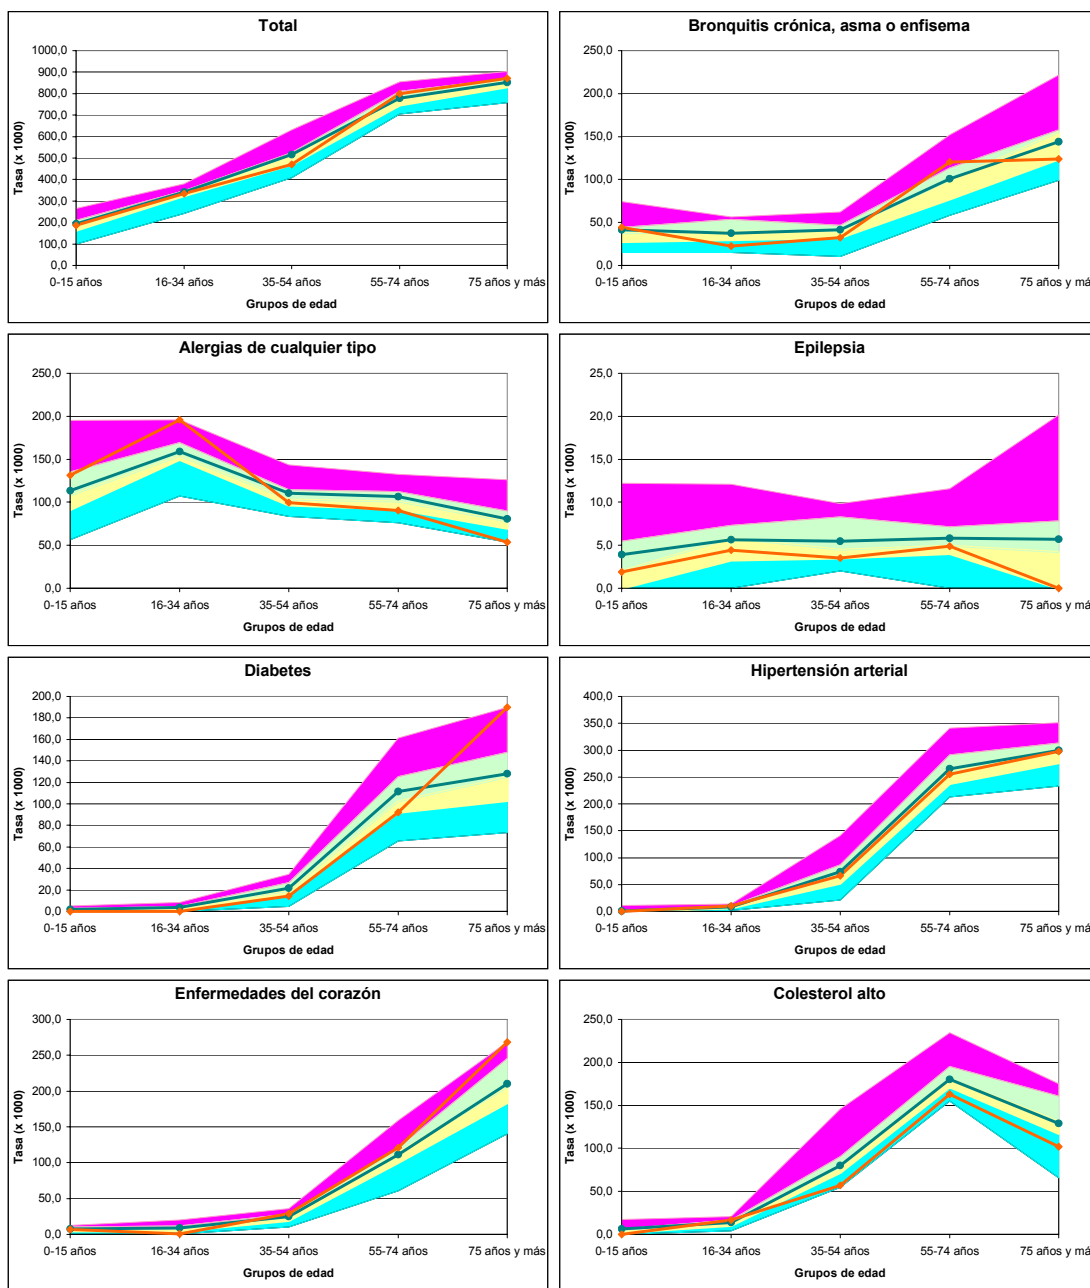 Total
1000,0
900,0
800,0
700,0
600,0
500,0
400,0
300,0
200,0
100,0
0,0
Tasa (x 1000)
0-15 años 16-34 años 35-54 años 55-74 años 75 años y más
Grupos de edad
Bronquitis crónica, asma o enfisema
250,0
200,0
150,0
100,0
50,0
0,0
Tasa (x 1000)
0-15 años 16-34 años 35-54 años 55-74 años 75 años y más
Grupos de edad
Alergias de cualquier tipo
250,0
200,0
150,0
100,0
50,0
0,0
Tasa (x 1000)
0-15 años 16-34 años 35-54 años 55-74 años 75 años y más
Grupos de edad
Epilepsia
25,0
20,0
15,0
10,0
5,0
0,0
Tasa (x 1000)
0-15 años 16-34 años 35-54 años 55-74 años 75 años y más
Grupos de edad
Diabetes
200,0
180,0
160,0
140,0
120,0
100,0
80,0
60,0
40,0
20,0
0,0
Tasa (x 1000)
0-15 años 16-34 años 35-54 años 55-74 años 75 años y más
Grupos de edad
Hipertensión arterial
400,0
350,0
300,0
250,0
200,0
150,0
100,0
50,0
0,0
Tasa (x 1000)
0-15 años 16-34 años 35-54 años 55-74 años 75 años y más
Grupos de edad
Enfermedades del corazón
300,0
250,0
200,0
150,0
100,0
50,0
0,0
Tasa (x 1000)
0-15 años 16-34 años 35-54 años 55-74 años 75 años y más
Grupos de edad
Colesterol alto
250,0
200,0
150,0
100,0
50,0
0,0
Tasa (x 1000)
0-15 años 16-34 años 35-54 años 55-74 años 75 años y más
Grupos de edad